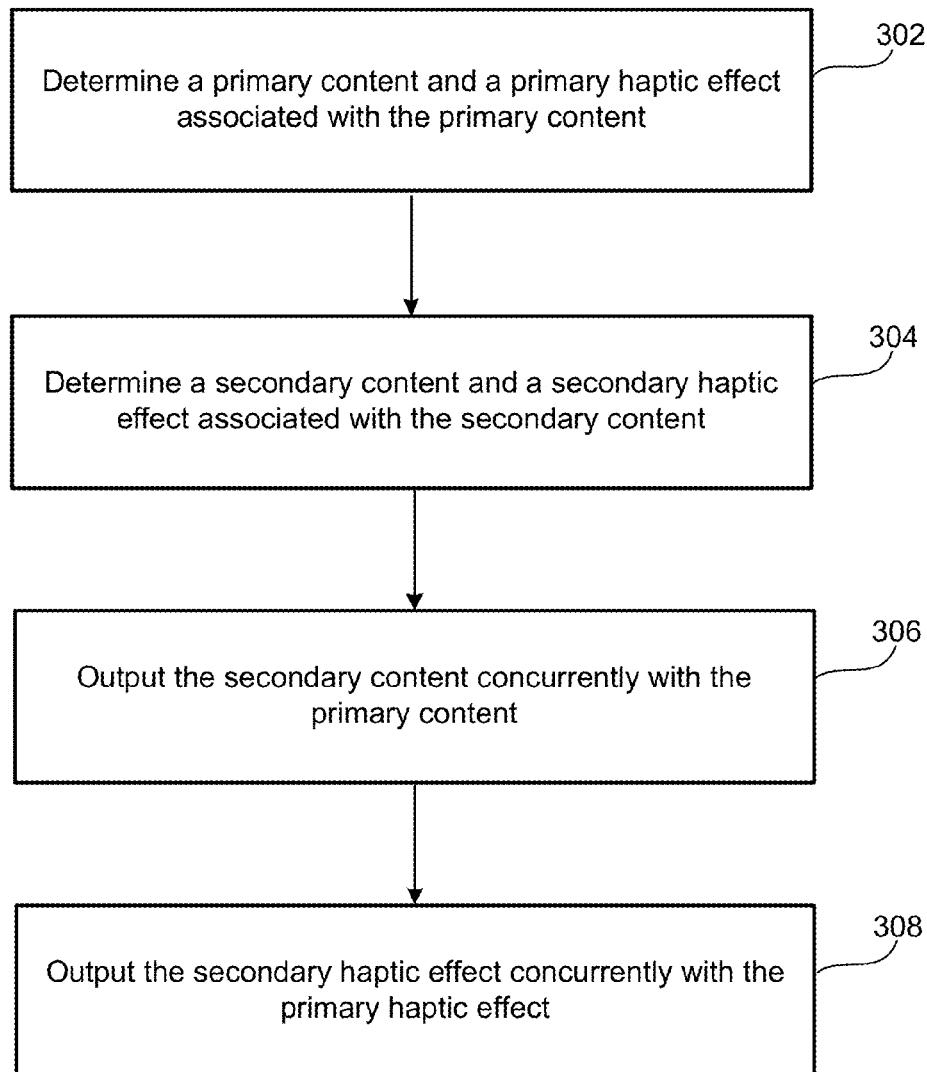 302
Determine a primary content and a primary haptic effect
associated with the primary content
304
Determine a secondary content and a secondary haptic
effect associated with the secondary content
306
Output the secondary content concurrently with the
primary content
308
Output the secondary haptic effect concurrently with the
primary haptic effect